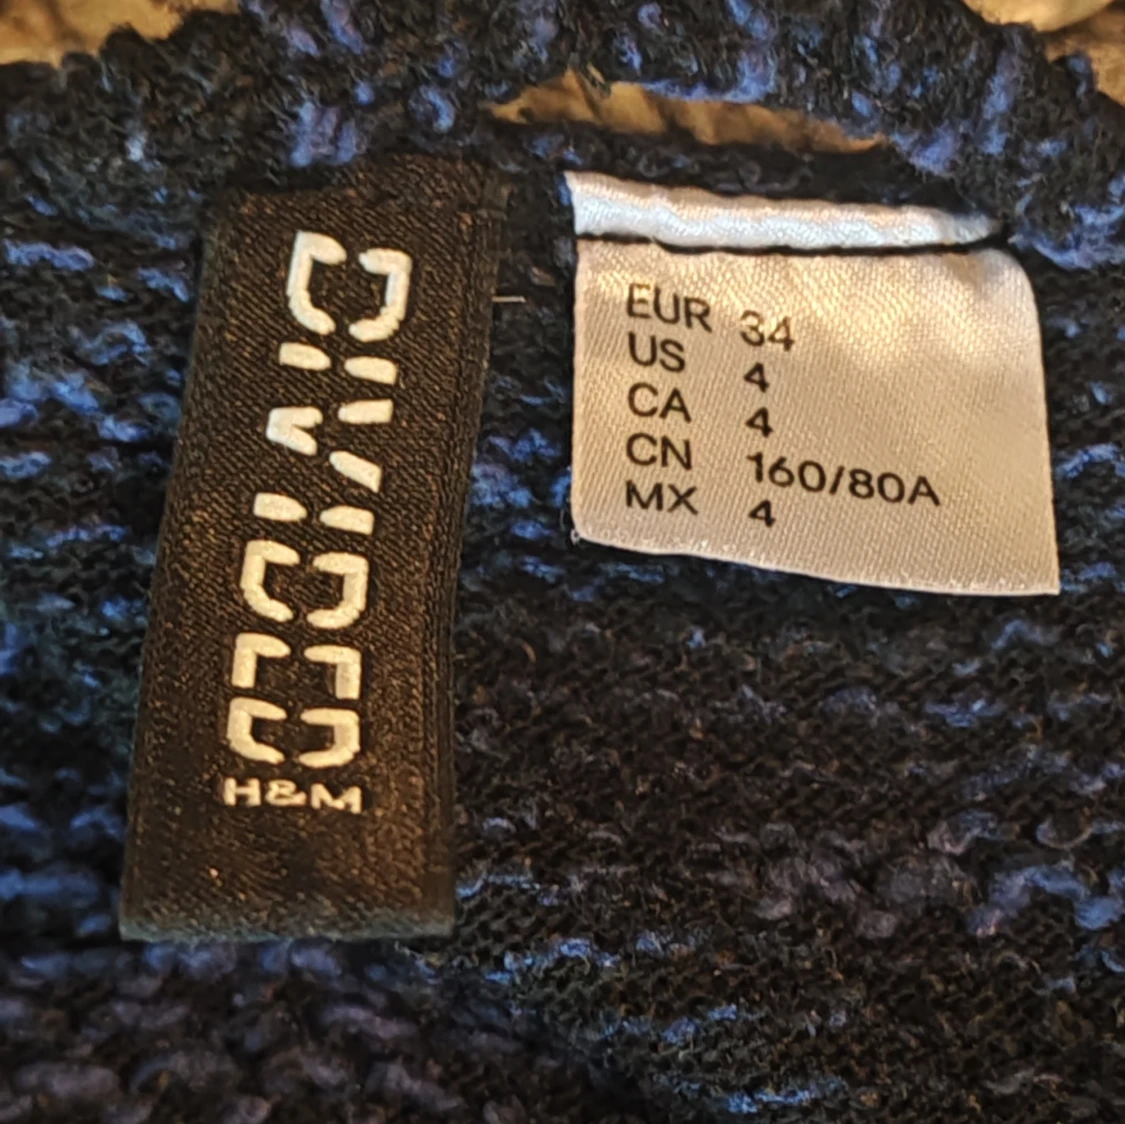 DIVIDED
H&M
EUR 34
US 4
CA 4
CN 160/80A
MX 4